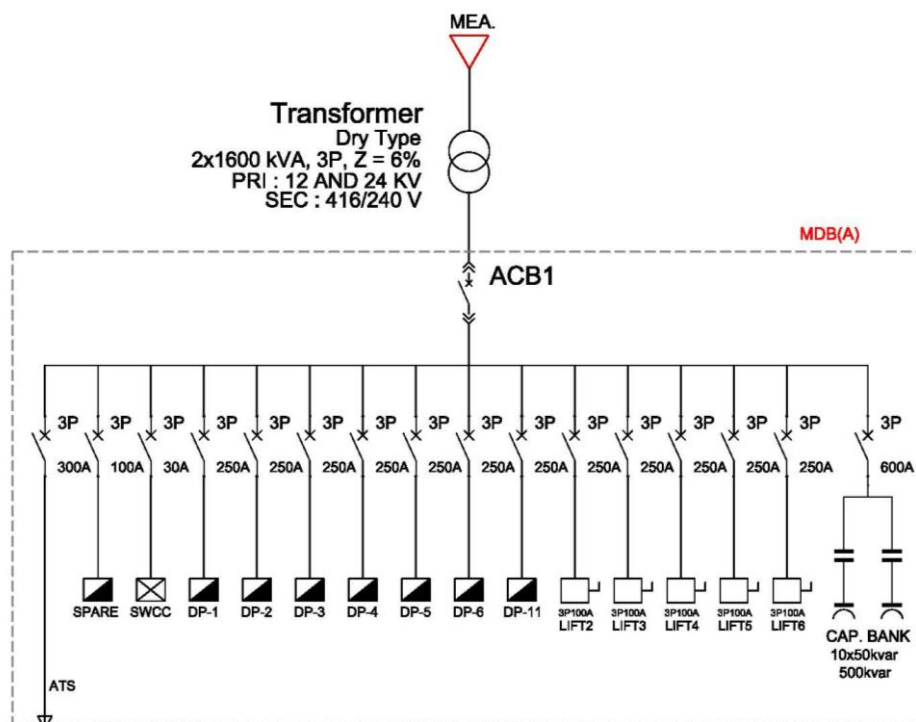 MEA.
Transformer
Dry Type
2x1600 kVA, 3P, Z = 6%
PRI : 12 AND 24 KV
SEC : 416/240 V
MDB(A)
ACB1
3P 3P 3P 3P 3P 3P 3P 3P 3P 3P 3P 3P 3P 3P 3P 3P
300A 100A 30A 250A 250A 250A 250A 250A 250A 250A 250A 250A 250A 250A 250A 600A
SPARE SWCC DP-1 DP-2 DP-3 DP-4 DP-5 DP-6 DP-11
3P100A 3P100A 3P100A 3P100A 3P100A
LIFT2 LIFT3 LIFT4 LIFT5 LIFT6
CAP. BANK
10x50kvar
500kvar
ATS